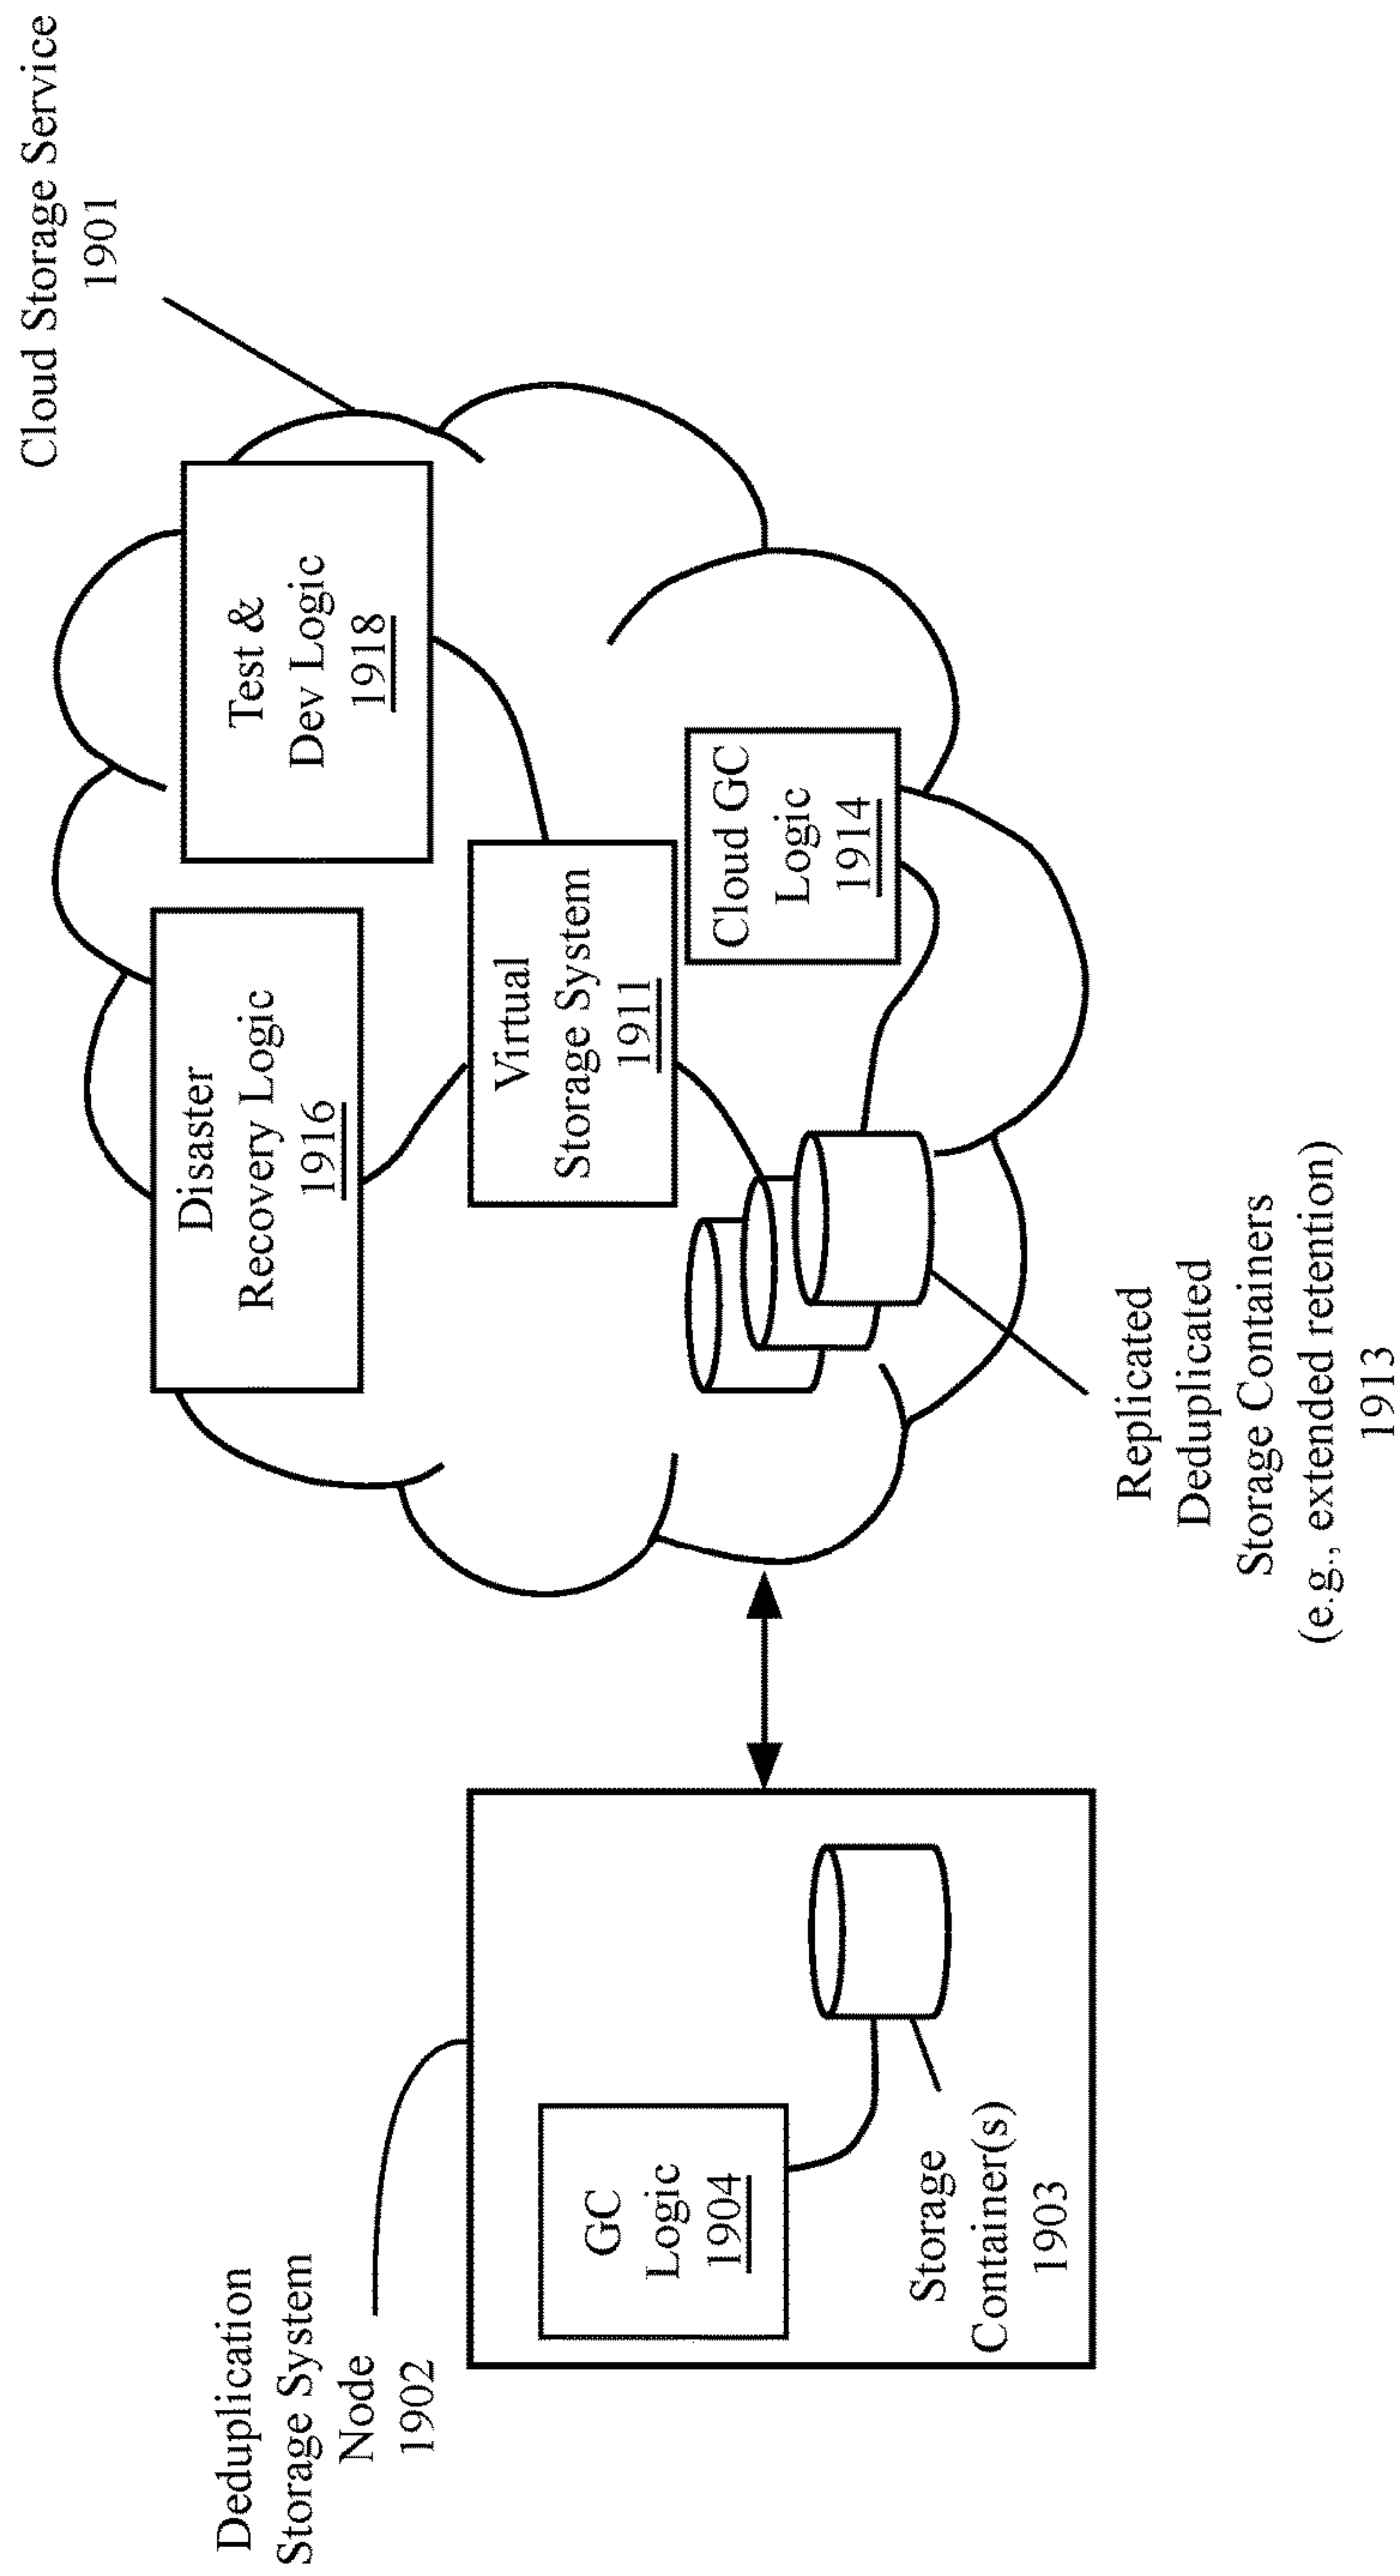 Deduplication
Storage System
Node
1902
GC
Logic
1904
Storage
Container(s)
1903
Cloud Storage Service
1901
Disaster
Recovery Logic
1916
Test &
Dev Logic
1918
Virtual
Storage System
1911
Cloud GC
Logic
1914
Replicated
Deduplicated
Storage Containers
(e.g., extended retention)
1913